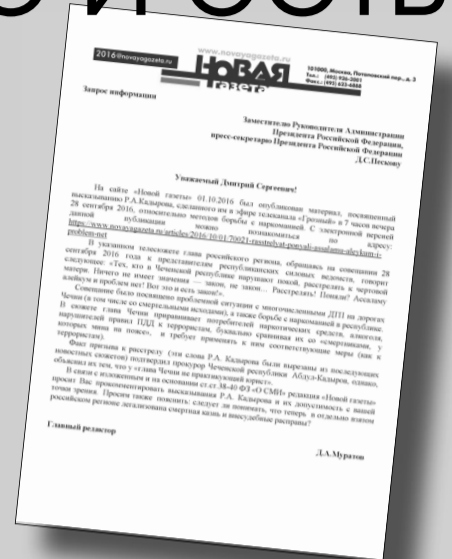 2016@novayagazeta.ru
www.novayagazeta.ru
НОВАЯ
газета
101000, Москва, Потаповский пер., д. 3
Тел.: (495) 926-2001
Факс.: (495) 623-6888
Запрос информации
Заместителю Руководителя Администрации
Президента Российской Федерации,
пресс-секретарю Президента Российской Федерации
Д.С.Пескову
Уважаемый Дмитрий Сергеевич!
На сайте «Новой газеты» 01.10.2016 был опубликован материал, посвященный
высказыванию Р.А.Кадырова, сделанному им в эфире телеканала «Грозный» в 7 часов вечера
28 сентября 2016, относительно методов борьбы с наркоманией. С электронной версией
данной публикации можно познакомиться по адресу:
https://www.novayagazeta.ru/articles/2016/10/01/70021-rasstrelyat-ponyali-assalamu-aleykum-i-
problem-net
В указанном телесюжете глава российского региона, обращаясь на совещании 28
сентября 2016 года к представителям республиканских силовых ведомств, говорит
следующее: «Тех, кто в Чеченской республике нарушают покой, расстрелять к чертовой
матери. Ничего не имеет значения — закон, не закон... Расстрелять! Поняли? Ассаламу
алейкум и проблем нет! Вот это и есть закон!».
Совещание было посвящено проблемной ситуации с многочисленными ДТП на дорогах
Чечни (в том числе со смертельными исходами), а также борьбе с наркоманией в республике.
В сюжете глава Чечни приравнивает потребителей наркотических средств, алкоголя,
нарушителей правил ПДД к террористам, буквально сравнивая их со «смертниками, у
которых мина на поясе», и требует применять к ним соответствующие меры (как к
террористам).
Факт призыва к расстрелу (эти слова Р.А. Кадырова были вырезаны из последующих
новостных сюжетов) подтвердил прокурор Чеченской республики Абдул-Кадыров, однако,
объяснил их тем, что у «глава Чечни не практикующий юрист».
В связи с изложенным и на основании ст.ст.38-40 ФЗ «О СМИ» редакция «Новой газеты»
просит Вас прокомментировать высказывания Р.А. Кадырова и их допустимость с вашей
точки зрения. Просим также пояснить: следует ли понимать, что теперь в отдельно взятом
российском регионе легализована смертная казнь и внесудебные расправы?
Главный редактор
Д.А.Муратов